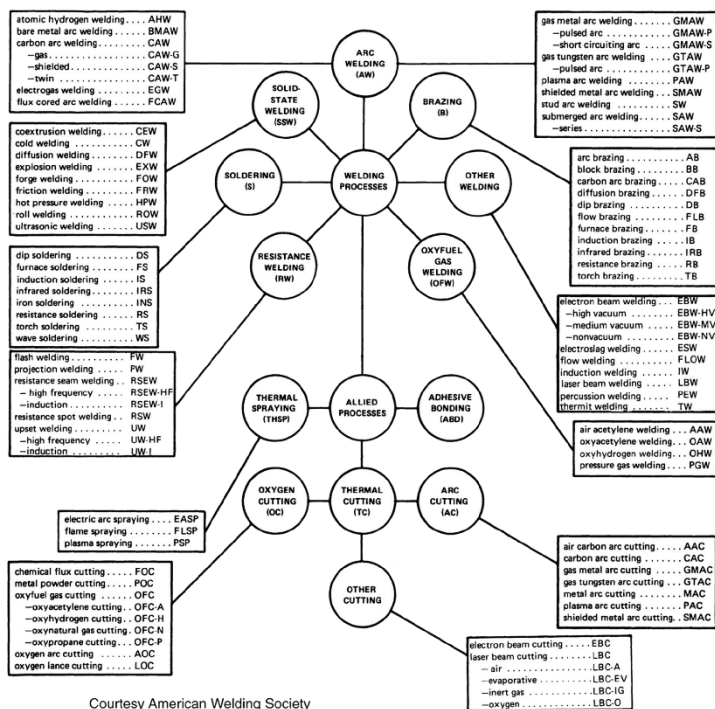 atomic hydrogen welding.... AHW
bare metal arc welding..... BMAW
carbon arc welding........ CAW
–gas............... CAW-G
–shielded........... CAW-S
–twin.............. CAW-T
electrogas welding........ EGW
flux cored arc welding...... FCAW
ARC
WELDING
(AW)
gas metal arc welding..... GMAW
–pulsed arc......... GMAW-P
–short circuiting arc.... GMAW-S
gas tungsten arc welding... GTAW
–pulsed arc......... GTAW-P
plasma arc welding....... PAW
shielded metal arc welding.. SMAW
stud arc welding......... SW
submerged arc welding.... SAW
–series............. SAW-S
SOLID-
STATE
WELDING
(SSW)
BRAZING
(B)
coextrusion welding...... CEW
cold welding........... CW
diffusion welding........ DFW
explosion welding....... EXW
forge welding.......... FOW
friction welding........ FRW
hot pressure welding..... HPW
roll welding........... ROW
ultrasonic welding....... USW
SOLDERING
(S)
WELDING
PROCESSES
OTHER
WELDING
arc brazing........... AB
block brazing......... BB
carbon arc brazing..... CAB
diffusion brazing...... DFB
dip brazing.......... DB
flow brazing......... FLB
furnace brazing....... FB
induction brazing...... IB
infrared brazing....... IRB
resistance brazing...... RB
torch brazing......... TB
dip soldering.......... DS
furnace soldering....... FS
induction soldering...... IS
infrared soldering....... IRS
iron soldering.......... INS
resistance soldering...... RS
torch soldering......... TS
wave soldering......... WS
RESISTANCE
WELDING
(RW)
OXYFUEL
GAS
WELDING
(OFW)
electron beam welding.... EBW
–high vacuum....... EBW-HV
–medium vacuum.... EBW-MV
–nonvacuum........ EBW-NV
electroslag welding....... ESW
flow welding........... FLOW
induction welding....... IW
laser beam welding...... LBW
percussion welding...... PEW
thermit welding......... TW
flash welding.......... FW
projection welding...... PW
resistance seam welding.. RSEW
– high frequency...... RSEW-HF
–induction.......... RSEW-I
resistance spot welding... RSW
upset welding.......... UW
–high frequency...... UW-HF
–induction.......... UW-I
THERMAL
SPRAYING
(THSP)
ALLIED
PROCESSES
ADHESIVE
BONDING
(ABD)
air acetylene welding..... AAW
oxyacetylene welding.... OAW
oxyhydrogen welding.... OHW
pressure gas welding..... PGW
OXYGEN
CUTTING
(OC)
THERMAL
CUTTING
(TC)
ARC
CUTTING
(AC)
electric arc spraying.... EASP
flame spraying........ FLSP
plasma spraying....... PSP
chemical flux cutting..... FOC
metal powder cutting.... POC
oxyfuel gas cutting...... OFC
–oxyacetylene cutting.. OFC-A
–oxyhydrogen cutting.. OFC-H
–oxynatural gas cutting. OFC-N
–oxypropane cutting... OFC-P
oxygen arc cutting...... AOC
oxygen lance cutting..... LOC
OTHER
CUTTING
air carbon arc cutting..... AAC
carbon arc cutting....... CAC
gas metal arc cutting..... GMAC
gas tungsten arc cutting... GTAC
metal arc cutting........ MAC
plasma arc cutting....... PAC
shielded metal arc cutting.. SMAC
electron beam cutting..... EBC
laser beam cutting....... LBC
–air............. LBC-A
–evaporative....... LBC-EV
–inert gas......... LBC-IG
–oxygen.......... LBC-O
Courtesy American Welding Society